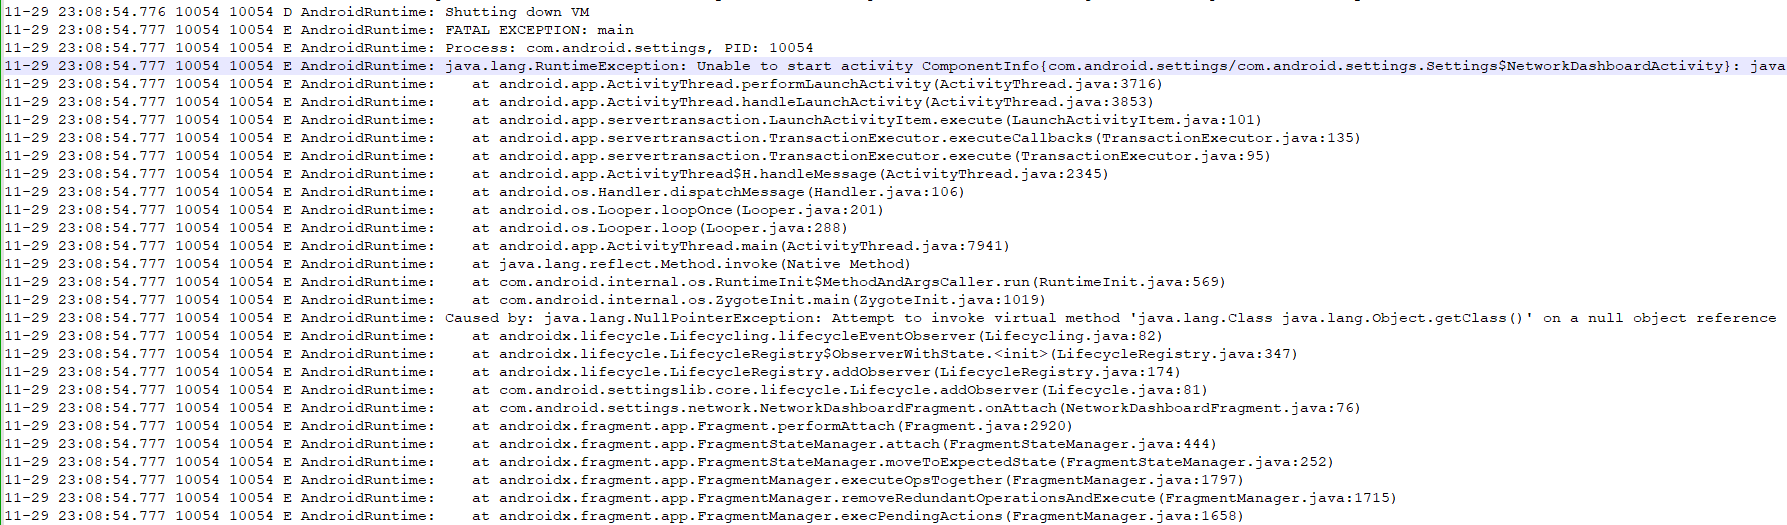 11-29 23:08:54.776 10054 10054 D AndroidRuntime: Shutting down VM
11-29 23:08:54.777 10054 10054 E AndroidRuntime: FATAL EXCEPTION: main
11-29 23:08:54.777 10054 10054 E AndroidRuntime: Process: com.android.settings, PID: 10054
11-29 23:08:54.777 10054 10054 E AndroidRuntime: java.lang.RuntimeException: Unable to start activity ComponentInfo{com.android.settings/com.android.settings.Settings$NetworkDashboardActivity}: java
11-29 23:08:54.777 10054 10054 E AndroidRuntime:    at android.app.ActivityThread.performLaunchActivity(ActivityThread.java:3716)
11-29 23:08:54.777 10054 10054 E AndroidRuntime:    at android.app.ActivityThread.handleLaunchActivity(ActivityThread.java:3853)
11-29 23:08:54.777 10054 10054 E AndroidRuntime:    at android.app.servertransaction.LaunchActivityItem.execute(LaunchActivityItem.java:101)
11-29 23:08:54.777 10054 10054 E AndroidRuntime:    at android.app.servertransaction.TransactionExecutor.executeCallbacks(TransactionExecutor.java:135)
11-29 23:08:54.777 10054 10054 E AndroidRuntime:    at android.app.servertransaction.TransactionExecutor.execute(TransactionExecutor.java:95)
11-29 23:08:54.777 10054 10054 E AndroidRuntime:    at android.app.ActivityThread$H.handleMessage(ActivityThread.java:2345)
11-29 23:08:54.777 10054 10054 E AndroidRuntime:    at android.os.Handler.dispatchMessage(Handler.java:106)
11-29 23:08:54.777 10054 10054 E AndroidRuntime:    at android.os.Looper.loopOnce(Looper.java:201)
11-29 23:08:54.777 10054 10054 E AndroidRuntime:    at android.os.Looper.loop(Looper.java:288)
11-29 23:08:54.777 10054 10054 E AndroidRuntime:    at android.app.ActivityThread.main(ActivityThread.java:7941)
11-29 23:08:54.777 10054 10054 E AndroidRuntime:    at java.lang.reflect.Method.invoke(Native Method)
11-29 23:08:54.777 10054 10054 E AndroidRuntime:    at com.android.internal.os.RuntimeInit$MethodAndArgsCaller.run(RuntimeInit.java:569)
11-29 23:08:54.777 10054 10054 E AndroidRuntime:    at com.android.internal.os.ZygoteInit.main(ZygoteInit.java:1019)
11-29 23:08:54.777 10054 10054 E AndroidRuntime: Caused by: java.lang.NullPointerException: Attempt to invoke virtual method 'java.lang.Class java.lang.Object.getClass()' on a null object reference
11-29 23:08:54.777 10054 10054 E AndroidRuntime:    at androidx.lifecycle.Lifecycling.lifecycleEventObserver(Lifecycling.java:82)
11-29 23:08:54.777 10054 10054 E AndroidRuntime:    at androidx.lifecycle.LifecycleRegistry$ObserverWithState.<init>(LifecycleRegistry.java:347)
11-29 23:08:54.777 10054 10054 E AndroidRuntime:    at androidx.lifecycle.LifecycleRegistry.addObserver(LifecycleRegistry.java:174)
11-29 23:08:54.777 10054 10054 E AndroidRuntime:    at com.android.settingslib.core.lifecycle.Lifecycle.addObserver(Lifecycle.java:81)
11-29 23:08:54.777 10054 10054 E AndroidRuntime:    at com.android.settings.network.NetworkDashboardFragment.onAttach(NetworkDashboardFragment.java:76)
11-29 23:08:54.777 10054 10054 E AndroidRuntime:    at androidx.fragment.app.Fragment.performAttach(Fragment.java:2920)
11-29 23:08:54.777 10054 10054 E AndroidRuntime:    at androidx.fragment.app.FragmentStateManager.attach(FragmentStateManager.java:444)
11-29 23:08:54.777 10054 10054 E AndroidRuntime:    at androidx.fragment.app.FragmentStateManager.moveToExpectedState(FragmentStateManager.java:252)
11-29 23:08:54.777 10054 10054 E AndroidRuntime:    at androidx.fragment.app.FragmentManager.executeOpsTogether(FragmentManager.java:1797)
11-29 23:08:54.777 10054 10054 E AndroidRuntime:    at androidx.fragment.app.FragmentManager.removeRedundantOperationsAndExecute(FragmentManager.java:1715)
11-29 23:08:54.777 10054 10054 E AndroidRuntime:    at androidx.fragment.app.FragmentManager.execPendingActions(FragmentManager.java:1658)